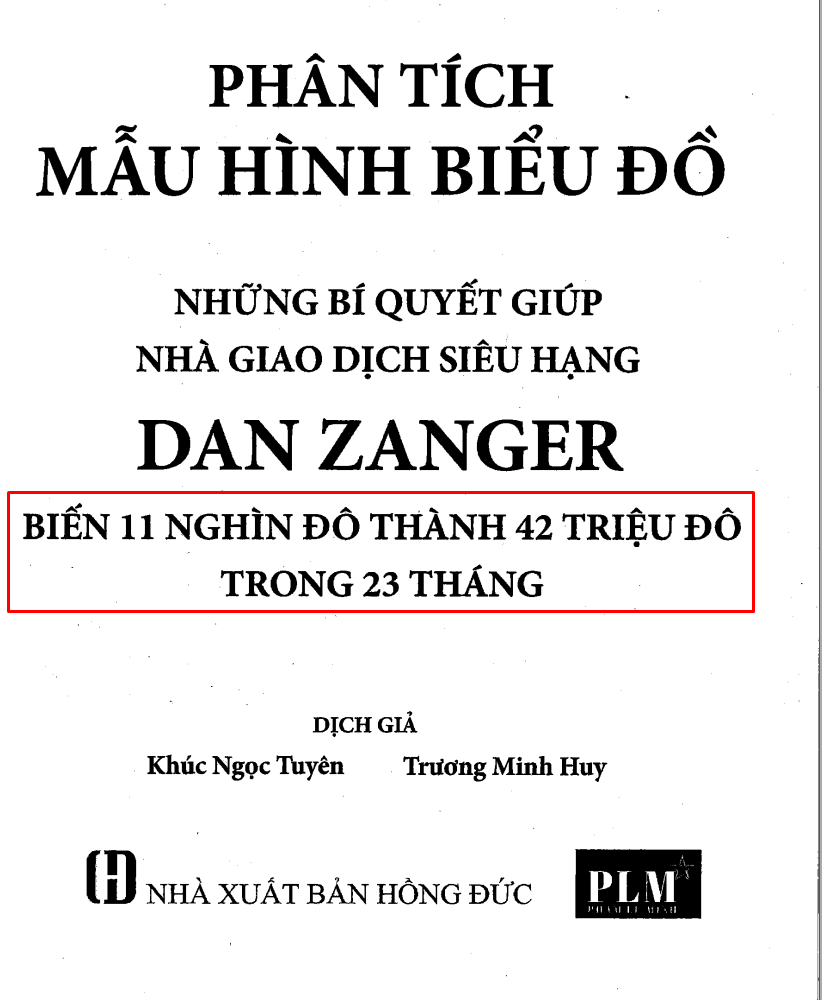 PHÂN TÍCH
MẪU HÌNH BIỂU ĐỒ
NHỮNG BÍ QUYẾT GIÚP
NHÀ GIAO DỊCH SIÊU HẠNG
DAN ZANGER
BIẾN 11 NGHÌN ĐÔ THÀNH 42 TRIỆU ĐÔ
TRONG 23 THÁNG
DỊCH GIẢ
Khúc Ngọc Tuyên Trương Minh Huy
NHÀ XUẤT BẢN HỒNG ĐỨC
PLM